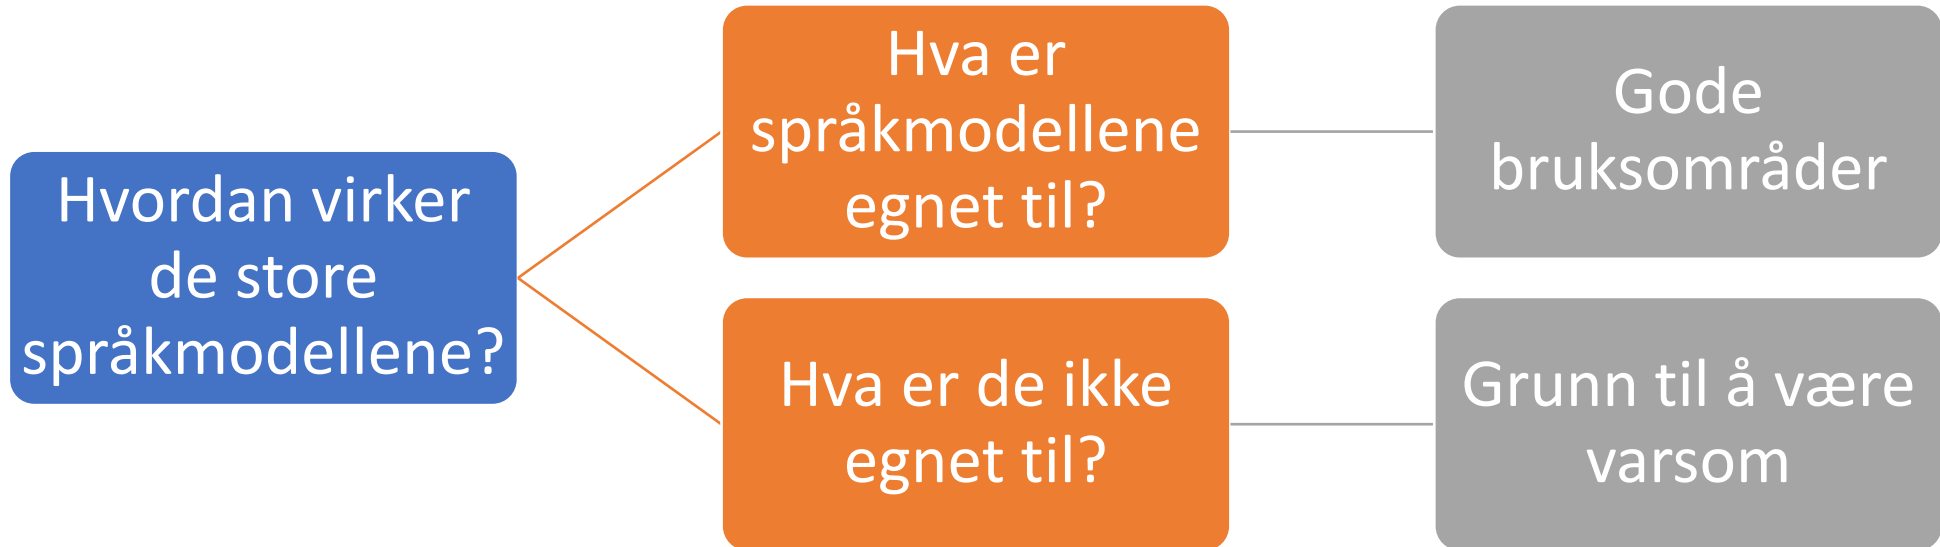 Hvordan virker
de store
språkmodellene?
Hva er
språkmodellene
egnet til?
Gode
bruksområder
Hva er de ikke
egnet til?
Grunn til å være
varsom